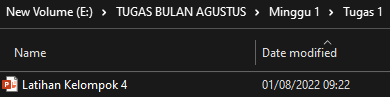 New Volume (E:) > TUGAS BULAN AGUSTUS > Minggu 1 > Tugas 1
Name Date modified
Latihan Kelompok 4 01/08/2022 09:22